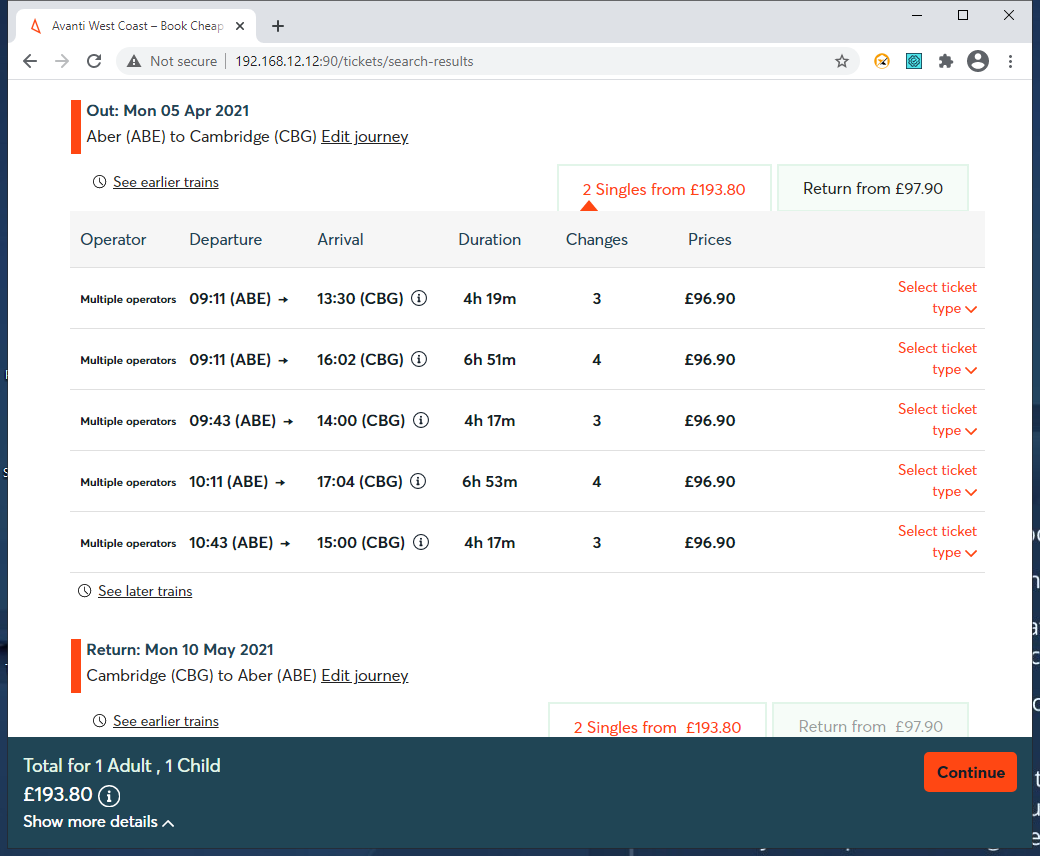 Avanti West Coast – Book Cheap
Not secure 192.168.12.12:90/tickets/search-results
Out: Mon 05 Apr 2021
Aber (ABE) to Cambridge (CBG) Edit journey
See earlier trains
2 Singles from £193.80 Return from £97.90
Operator Departure Arrival Duration Changes Prices
Multiple operators 09:11 (ABE) → 13:30 (CBG) 4h 19m 3 £96.90 Select ticket
type
Multiple operators 09:11 (ABE) → 16:02 (CBG) 6h 51m 4 £96.90 Select ticket
type
Multiple operators 09:43 (ABE) → 14:00 (CBG) 4h 17m 3 £96.90 Select ticket
type
Multiple operators 10:11 (ABE) → 17:04 (CBG) 6h 53m 4 £96.90 Select ticket
type
Multiple operators 10:43 (ABE) → 15:00 (CBG) 4h 17m 3 £96.90 Select ticket
type
See later trains
Return: Mon 10 May 2021
Cambridge (CBG) to Aber (ABE) Edit journey
See earlier trains
2 Singles from £193.80 Return from £97.90
Total for 1 Adult , 1 Child
£193.80
Show more details
Continue